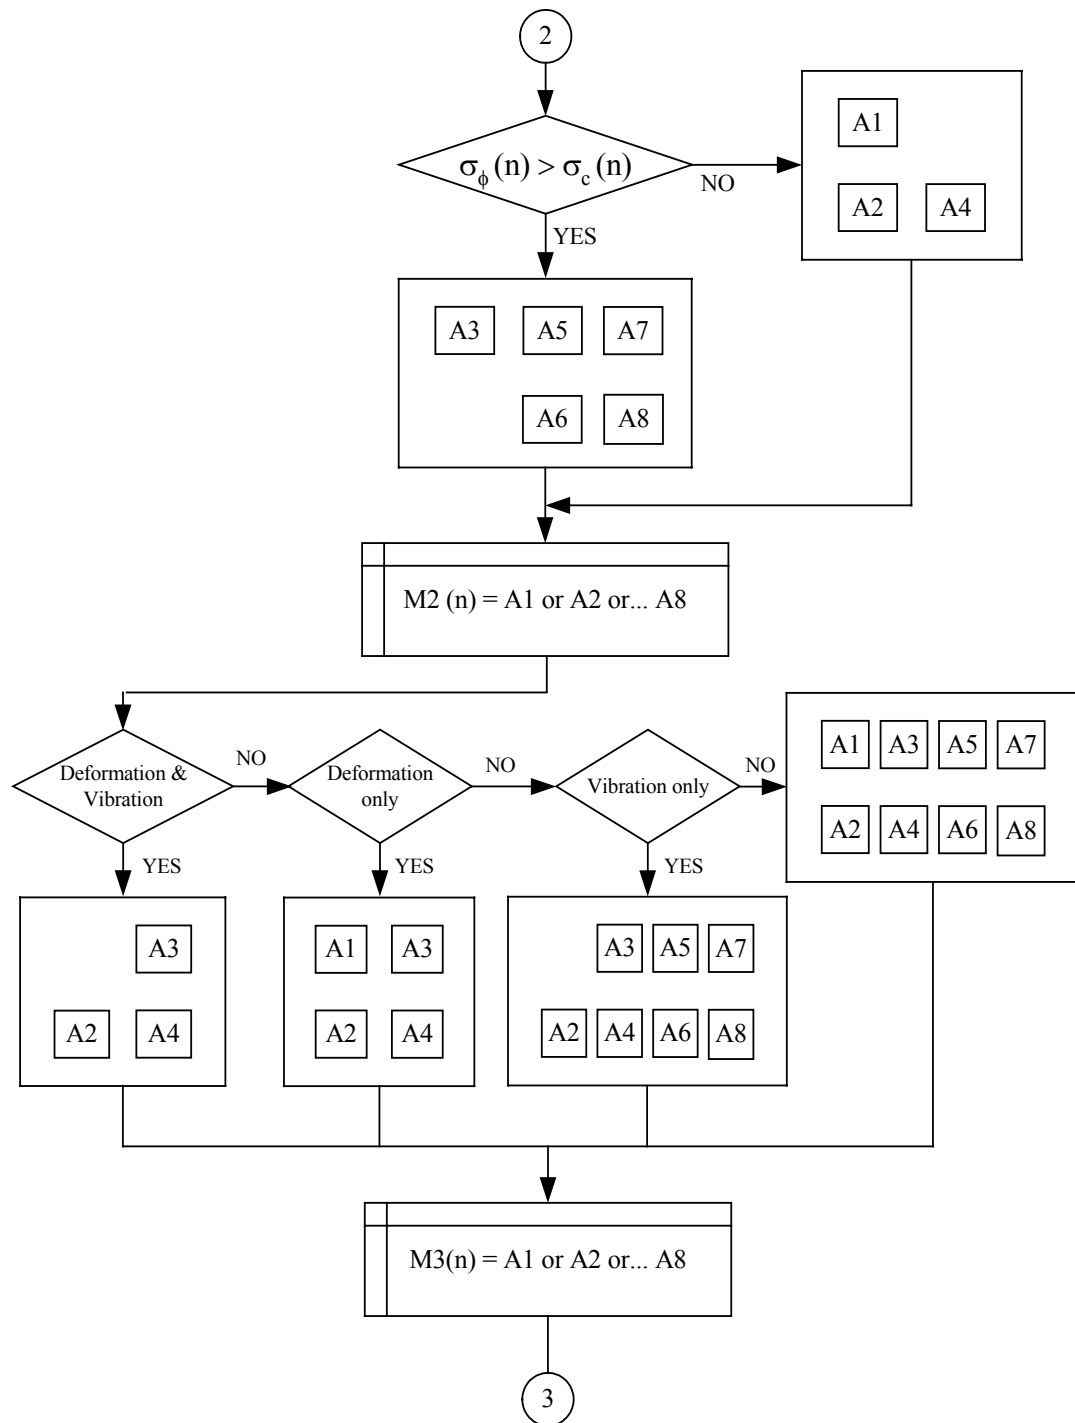 2
σϕ(n) > σc(n)
NO
YES
A1
A2 A4
A3 A5 A7
A6 A8
M2 (n) = A1 or A2 or... A8
Deformation &
Vibration
NO
YES
Deformation
only
NO
YES
Vibration only
NO
YES
A1 A3 A5 A7
A2 A4 A6 A8
A3
A2 A4
A1 A3
A2 A4
A3 A5 A7
A2 A4 A6 A8
M3(n) = A1 or A2 or... A8
3